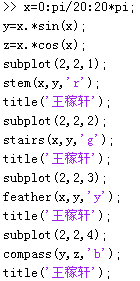 >> x=0:pi/20:20*pi;
y=x.*sin(x);
z=x.*cos(x);
subplot(2,2,1);
stem(x,y,'r');
title('王稼轩');
subplot(2,2,2);
stairs(x,y,'g');
title('王稼轩');
subplot(2,2,3);
feather(x,y,'y');
title('王稼轩');
subplot(2,2,4);
compass(y,z,'b');
title('王稼轩');